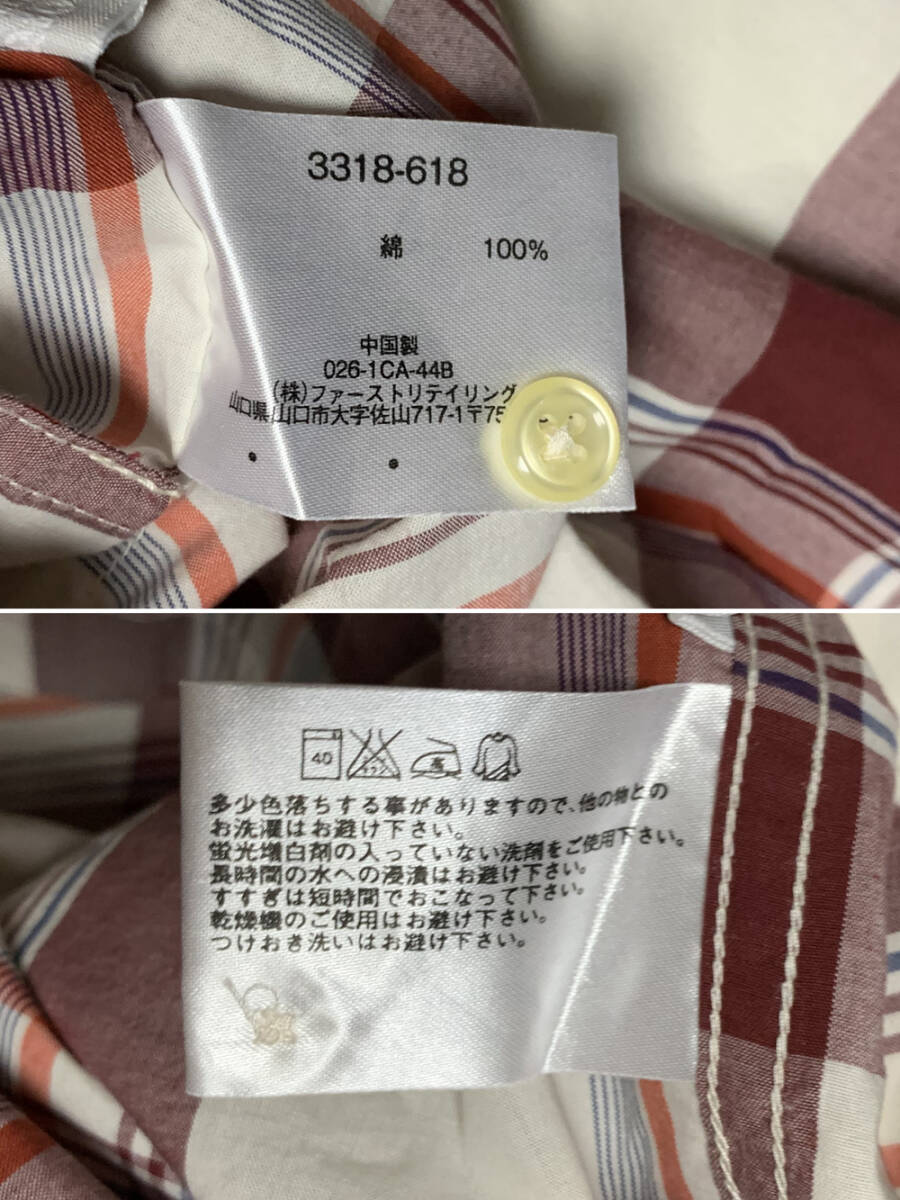 3318-618
綿 100%
中国製
026-1CA-44B
(株)ファーストリテイリング
山口県山口市大字佐山717-1〒75
40
多少色落ちする事がありますので、他の物との
お洗濯はお避け下さい。
蛍光増白剤の入っていない洗剤をご使用下さい。
長時間の水への浸漬はお避け下さい。
すすぎは短時間でおこなって下さい。
乾燥機のご使用はお避け下さい。
つけおき洗いはお避け下さい。